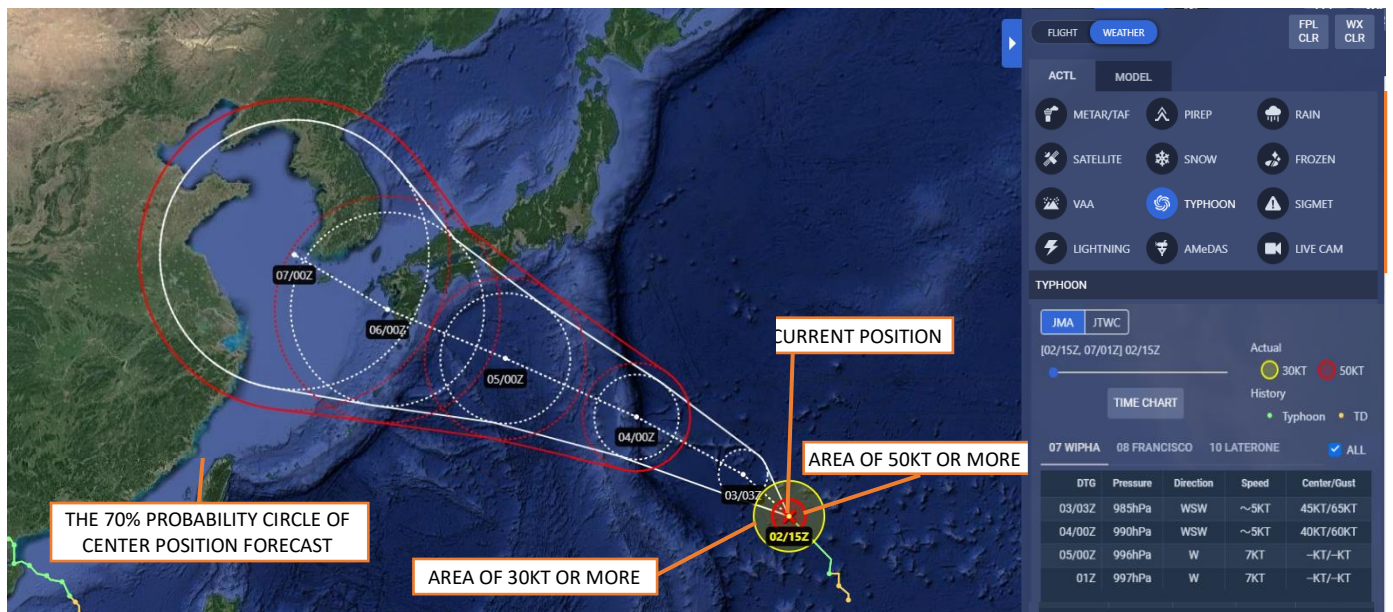 FLIGHT
WEATHER
FPL
CLR
WX
CLR
ACTL
MODEL
METAR/TAF
PIREP
RAIN
SATELLITE
SNOW
FROZEN
VAA
TYPHOON
SIGMET
LIGHTNING
AMeDAS
LIVE CAM
TYPHOON
JMA
JTWC
[02/15Z, 07/01Z] 02/15Z
Actual
30KT
50KT
History
TIME CHART
Typhoon
TD
07 WIPHA
08 FRANCISCO
10 LATERONE
ALL
DTG Pressure Direction Speed Center/Gust
03/03Z 985hPa WSW ~5KT 45KT/65KT
04/00Z 990hPa WSW ~5KT 40KT/60KT
05/00Z 996hPa W 7KT --KT/--KT
01Z 997hPa W 7KT --KT/--KT
07/00Z
06/00Z
05/00Z
04/00Z
03/03Z
02/15Z
CURRENT POSITION
AREA OF 50KT OR MORE
THE 70% PROBABILITY CIRCLE OF
CENTER POSITION FORECAST
AREA OF 30KT OR MORE